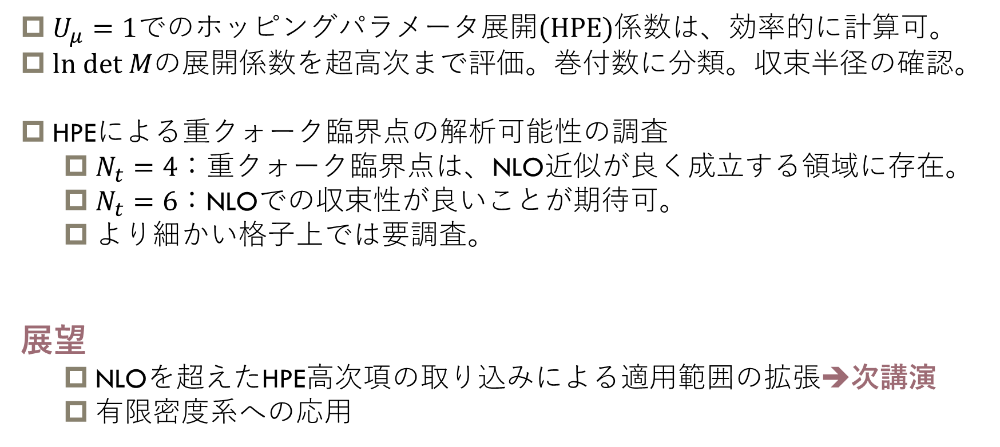 $U_\mu = 1$でのホッピングパラメータ展開(HPE)係数は、効率的に計算可。
ln det $M$の展開係数を超高次まで評価。巻付数に分類。収束半径の確認。
HPEによる重クォーク臨界点の解析可能性の調査
$N_t = 4$：重クォーク臨界点は、NLO近似が良く成立する領域に存在。
$N_t = 6$：NLOでの収束性が良いことが期待可。
より細かい格子上では要調査。
展望
NLOを超えたHPE高次項の取り込みによる適用範囲の拡張➔次講演
有限密度系への応用